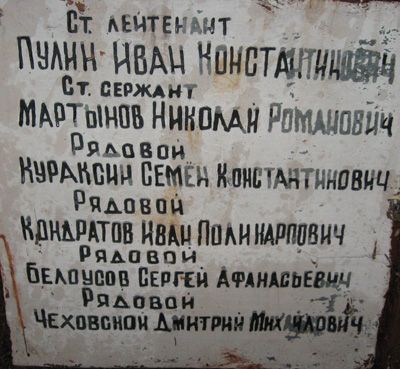 Ст. лейтенант
Пулин Иван Константинович
Ст. сержант
Мартынов Николай Романович
Рядовой
Кураксин Семён Константинович
Рядовой
Кондратов Иван Поликарпович
Рядовой
Белоусов Сергей Афанасьевич
Рядовой
Чеховской Дмитрий Михайлович